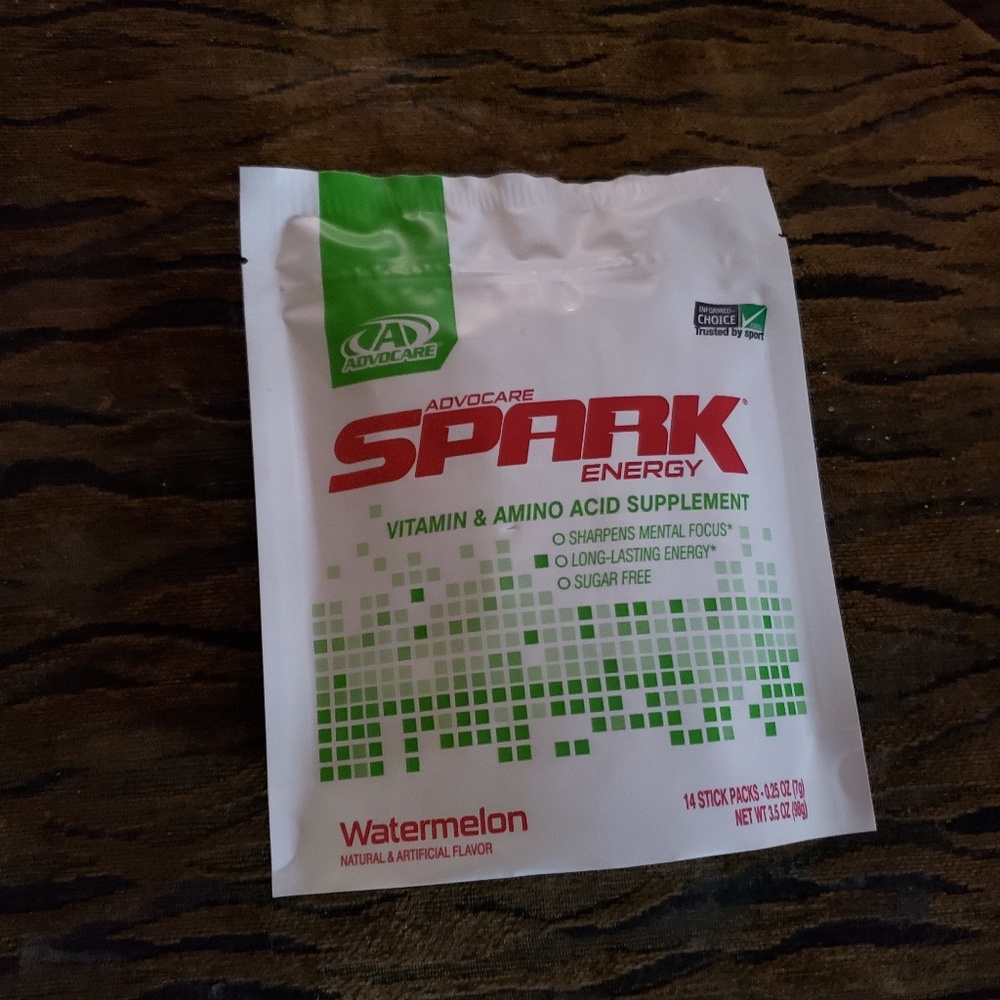 ADVOCARE
INFORMED
CHOICE
Trusted by sport
ADVOCARE
SPARK®
ENERGY
VITAMIN & AMINO ACID SUPPLEMENT
SHARPENS MENTAL FOCUS*
LONG-LASTING ENERGY*
SUGAR FREE
Watermelon
NATURAL & ARTIFICIAL FLAVOR
14 STICK PACKS - 0.25 OZ (7g)
NET WT 3.5 OZ (98g)